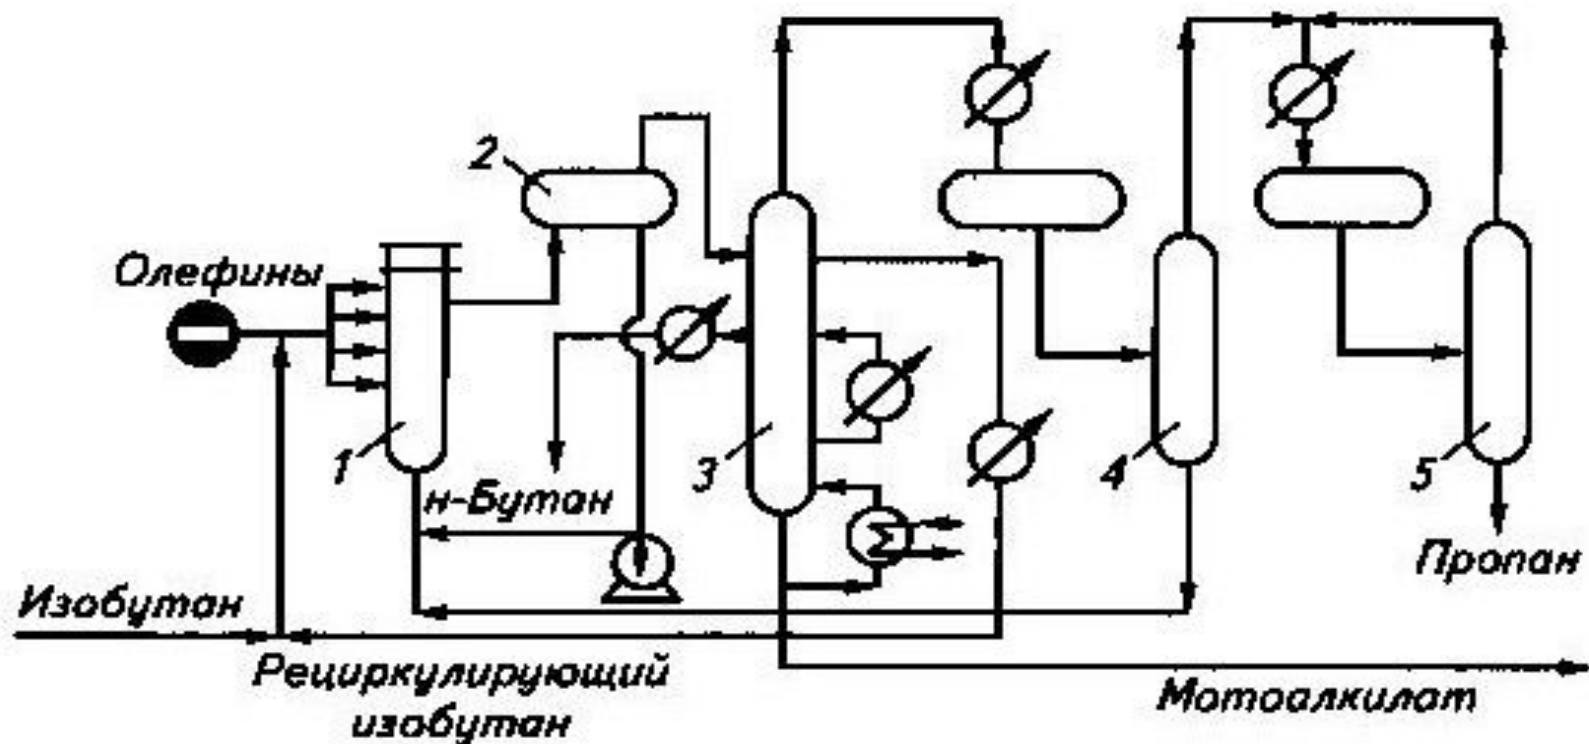 Олефины
1
2
3
4
5
н-Бутан
Изобутан
Рециркулирующий
изобутан
Пропан
Мотоалкилат